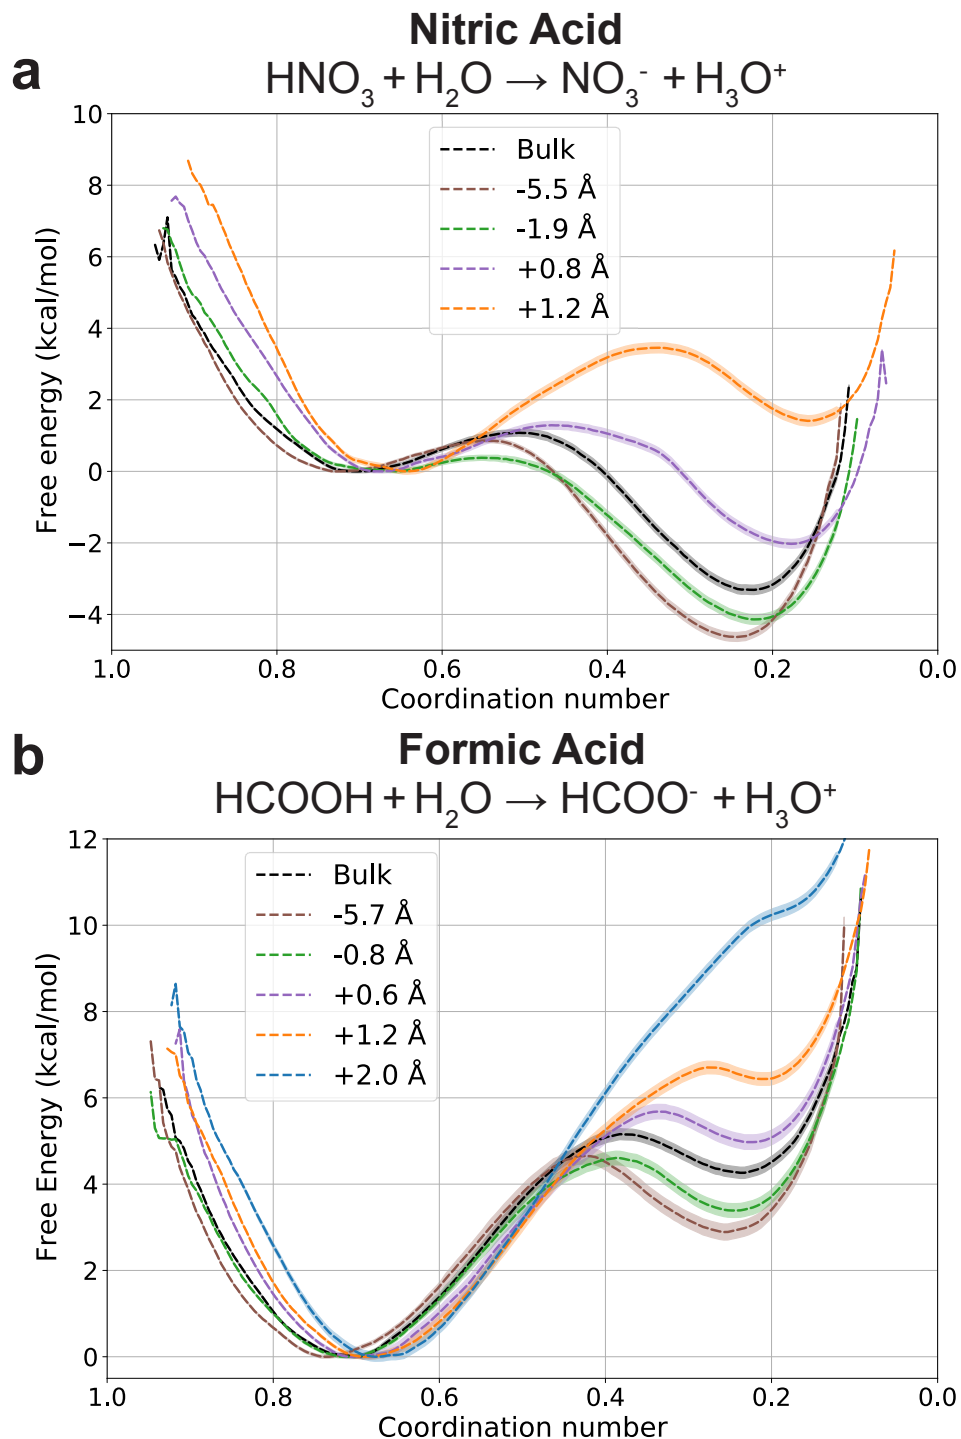 Nitric Acid
a
HNO₃ + H₂O → NO₃⁻ + H₃O⁺
10
8
6
4
2
0
−2
−4
Free energy (kcal/mol)
Bulk
-5.5 Å
-1.9 Å
+0.8 Å
+1.2 Å
1.0 0.8 0.6 0.4 0.2 0.0
Coordination number
b
Formic Acid
HCOOH + H₂O → HCOO⁻ + H₃O⁺
12
10
8
6
4
2
0
Free Energy (kcal/mol)
Bulk
-5.7 Å
-0.8 Å
+0.6 Å
+1.2 Å
+2.0 Å
1.0 0.8 0.6 0.4 0.2 0.0
Coordination number